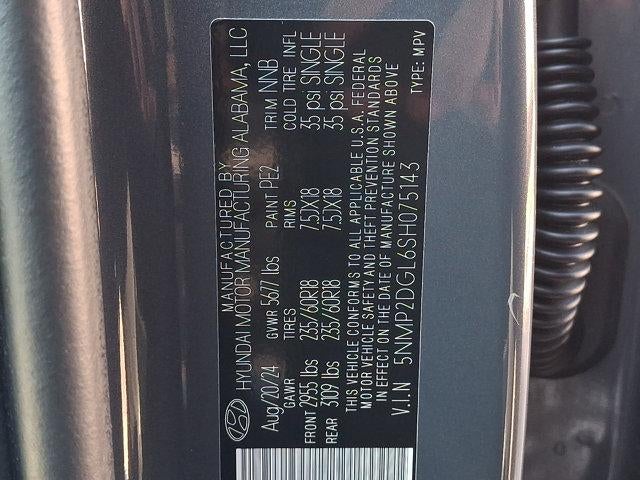 MANUFACTURED BY
HYUNDAI MOTOR MANUFACTURING ALABAMA, LLC
Aug/20/24 GVWR 5677 lbs PAINT PE2 TRIM NNB
GAWR TIRES RIMS COLD TIRE INFL
FRONT 2955 lbs 235/60R18 7.5JX18 35 psi SINGLE
REAR 3109 lbs 235/60R18 7.5JX18 35 psi SINGLE
THIS VEHICLE CONFORMS TO ALL APPLICABLE U.S.A. FEDERAL
MOTOR VEHICLE SAFETY AND THEFT PREVENTION STANDARDS
IN EFFECT ON THE DATE OF MANUFACTURE SHOWN ABOVE
V.I.N 5NMP2DGL6SH075143 TYPE: MPV